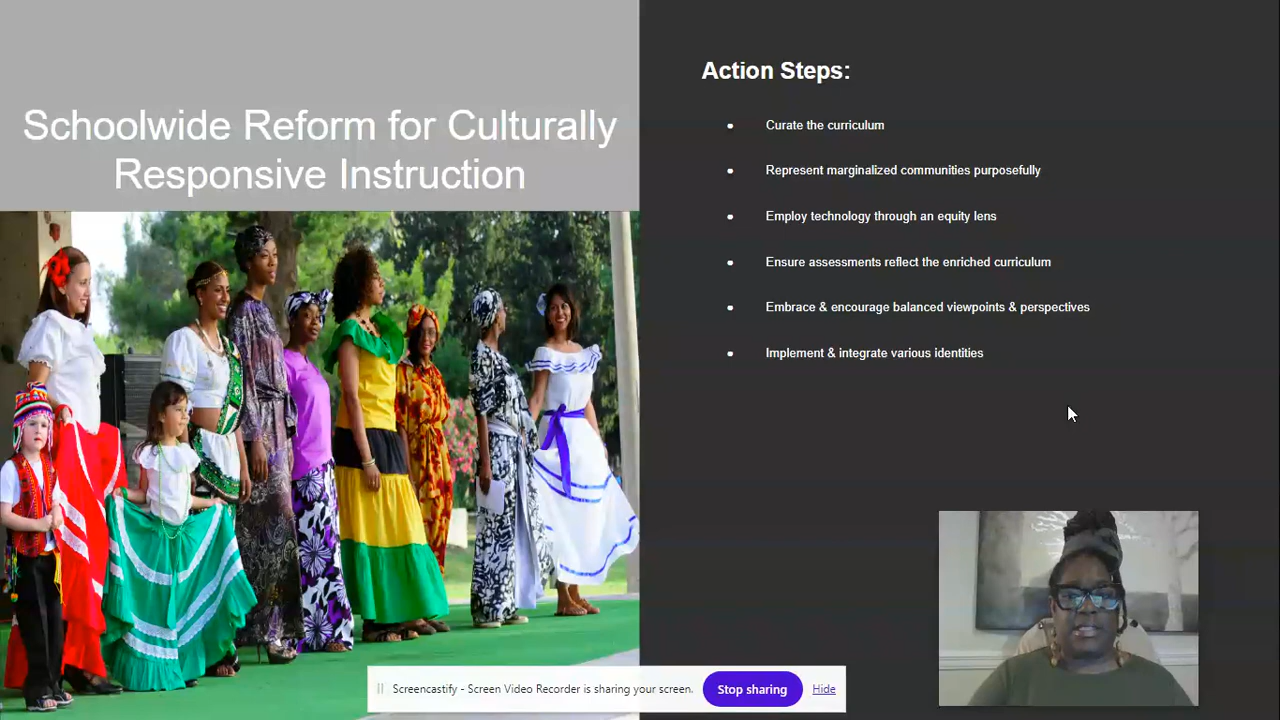 Schoolwide Reform for Culturally
Responsive Instruction
Action Steps:
• Curate the curriculum
• Represent marginalized communities purposefully
• Employ technology through an equity lens
• Ensure assessments reflect the enriched curriculum
• Embrace & encourage balanced viewpoints & perspectives
• Implement & integrate various identities
Screencastify - Screen Video Recorder is sharing your screen. Stop sharing Hide